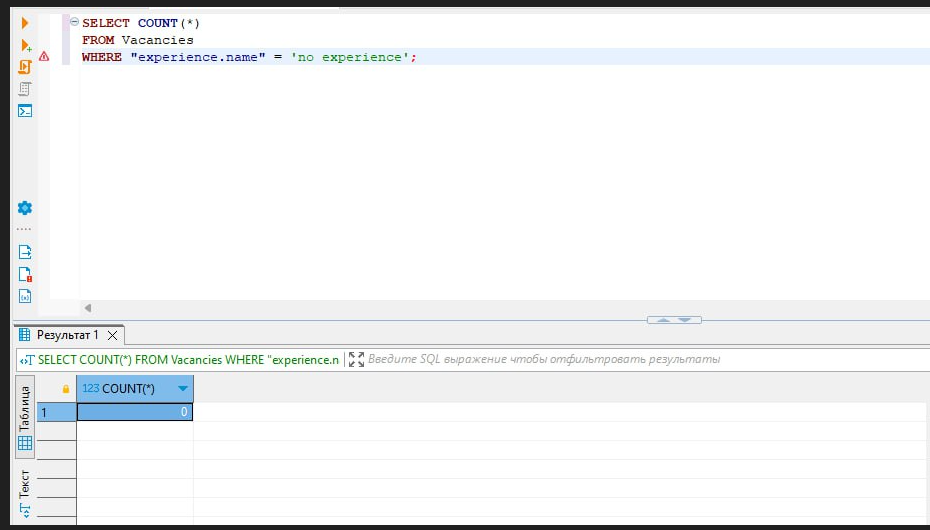 SELECT COUNT(*)
FROM Vacancies
WHERE "experience.name" = 'no experience';
Результат 1
SELECT COUNT(*) FROM Vacancies WHERE "experience.n
Введите SQL выражение чтобы отфильтровать результаты
Таблица
123 COUNT(*)
1 0
Текст